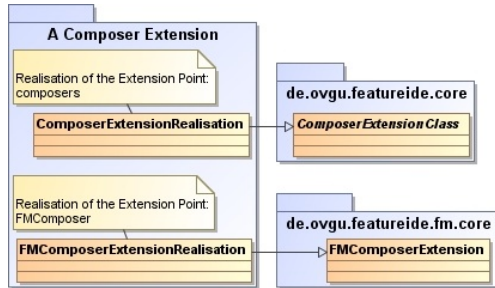 A Composer Extension
Realisation of the Extension Point:
composers
ComposerExtensionRealisation
de.ovgu.featureide.core
ComposerExtensionClass
Realisation of the Extension Point:
FMComposer
FMComposerExtensionRealisation
de.ovgu.featureide.fm.core
FMComposerExtension